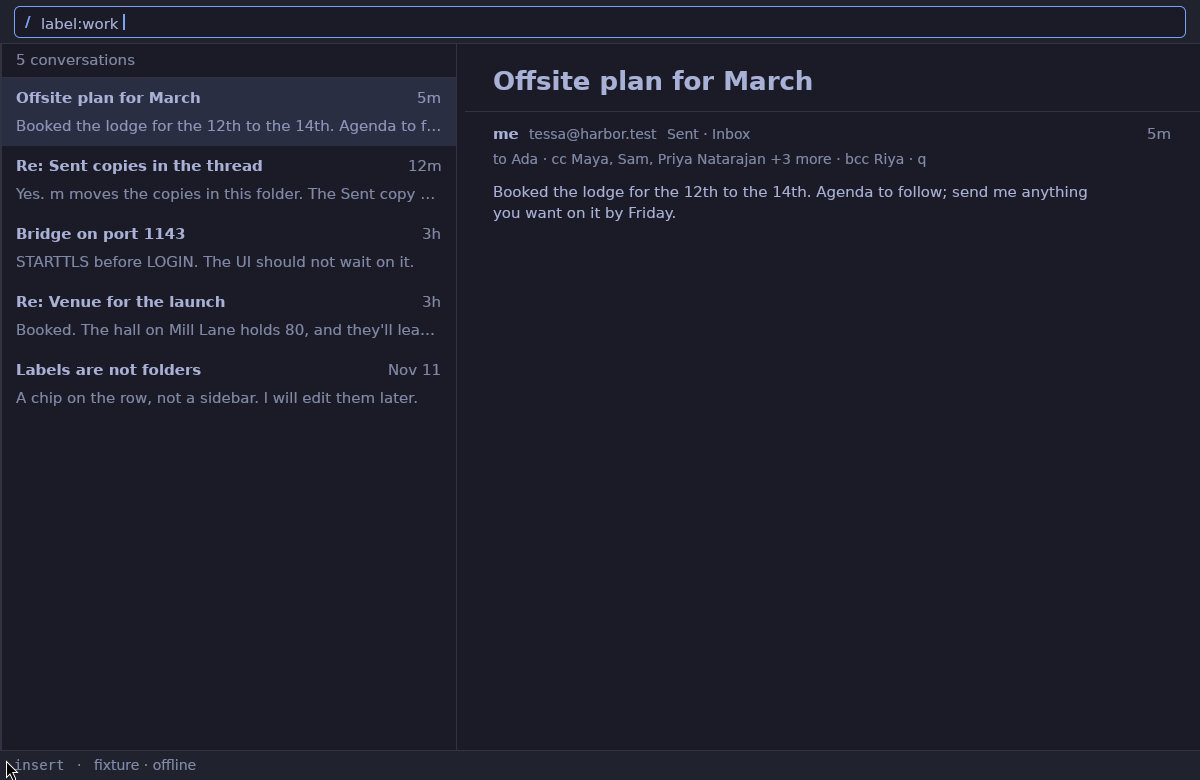 / label:work
5 conversations
Offsite plan for March 5m
Booked the lodge for the 12th to the 14th. Agenda to f…
Re: Sent copies in the thread 12m
Yes. m moves the copies in this folder. The Sent copy …
Bridge on port 1143 3h
STARTTLS before LOGIN. The UI should not wait on it.
Re: Venue for the launch 3h
Booked. The hall on Mill Lane holds 80, and they'll lea…
Labels are not folders Nov 11
A chip on the row, not a sidebar. I will edit them later.
Offsite plan for March
me tessa@harbor.test Sent · Inbox 5m
to Ada · cc Maya, Sam, Priya Natarajan +3 more · bcc Riya · q
Booked the lodge for the 12th to the 14th. Agenda to follow; send me anything
you want on it by Friday.
insert · fixture · offline